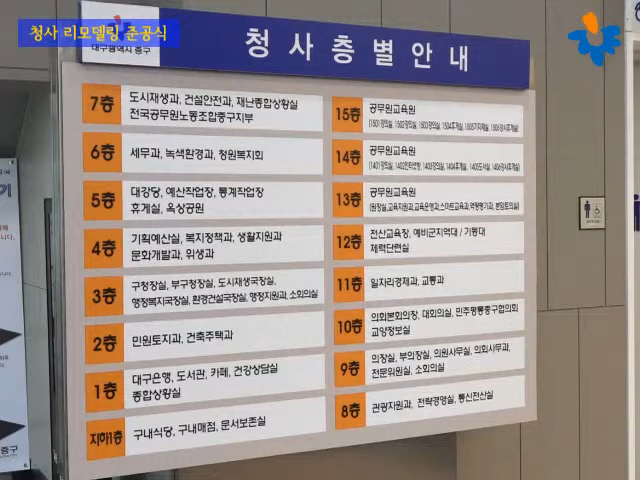 청사 리모델링 준공식
대구광역시 중구
청사층별안내
7층
도시재생과, 건설안전과, 재난종합상황실
전국공무원노동조합중구지부
6층
세무과, 녹색환경과, 청원복지회
5층
대강당, 예산작업장, 통계작업장
휴게실, 옥상공원
4층
기획예산실, 복지정책과, 생활지원과
문화개발과, 위생과
3층
구청장실, 부구청장실, 도시재생국장실,
행정복지국장실, 환경건설국장실, 행정지원과, 소회의실
2층
민원토지과, 건축주택과
1층
대구은행, 도서관, 카페, 건강상담실
종합상황실
지하1층
구내식당, 구내매점, 문서보존실
15층
공무원교육원
14층
공무원교육원
13층
공무원교육원
12층
전산교육장, 예비군지역대 / 기동대
체력단련실
11층
일자리경제과, 교통과
10층
의회본회의장, 대회의실, 민주평통중구협의회
교양정보실
9층
의장실, 부의장실, 의원사무실, 의회사무과,
전문위원실, 소회의실
8층
관광자원과, 전략경영실, 통신전산실
중구